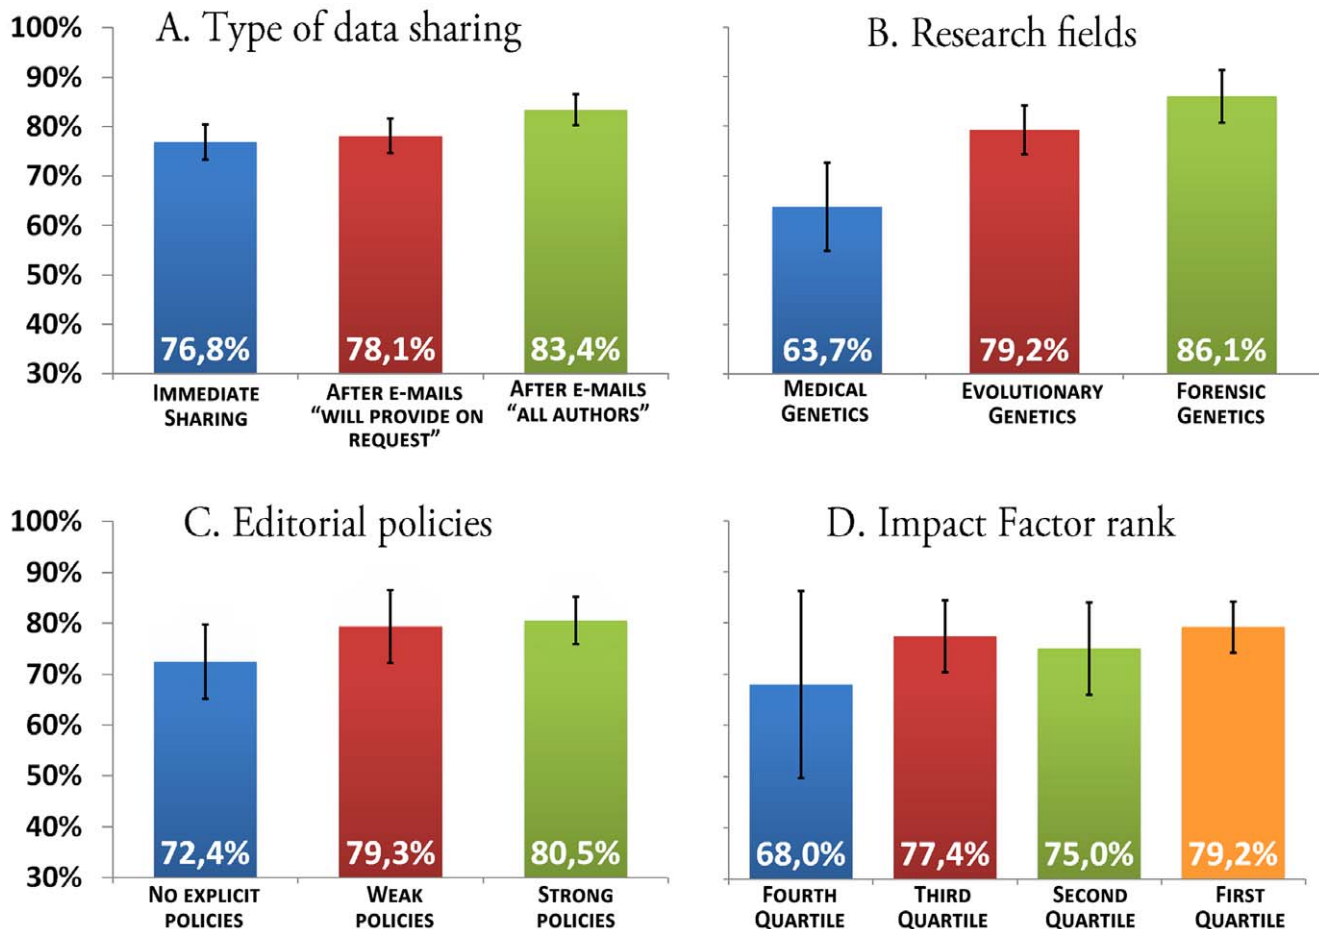 A. Type of data sharing
100%
90%
80%
70%
60%
50%
40%
30%
76,8%
78,1%
83,4%
IMMEDIATE
SHARING
AFTER E-MAILS
“WILL PROVIDE ON
REQUEST”
AFTER E-MAILS
“ALL AUTHORS”
B. Research fields
63,7%
79,2%
86,1%
MEDICAL
GENETICS
EVOLUTIONARY
GENETICS
FORENSIC
GENETICS
C. Editorial policies
100%
90%
80%
70%
60%
50%
40%
30%
72,4%
79,3%
80,5%
NO EXPLICIT
POLICIES
WEAK
POLICIES
STRONG
POLICIES
D. Impact Factor rank
68,0%
77,4%
75,0%
79,2%
FOURTH
QUARTILE
THIRD
QUARTILE
SECOND
QUARTILE
FIRST
QUARTILE